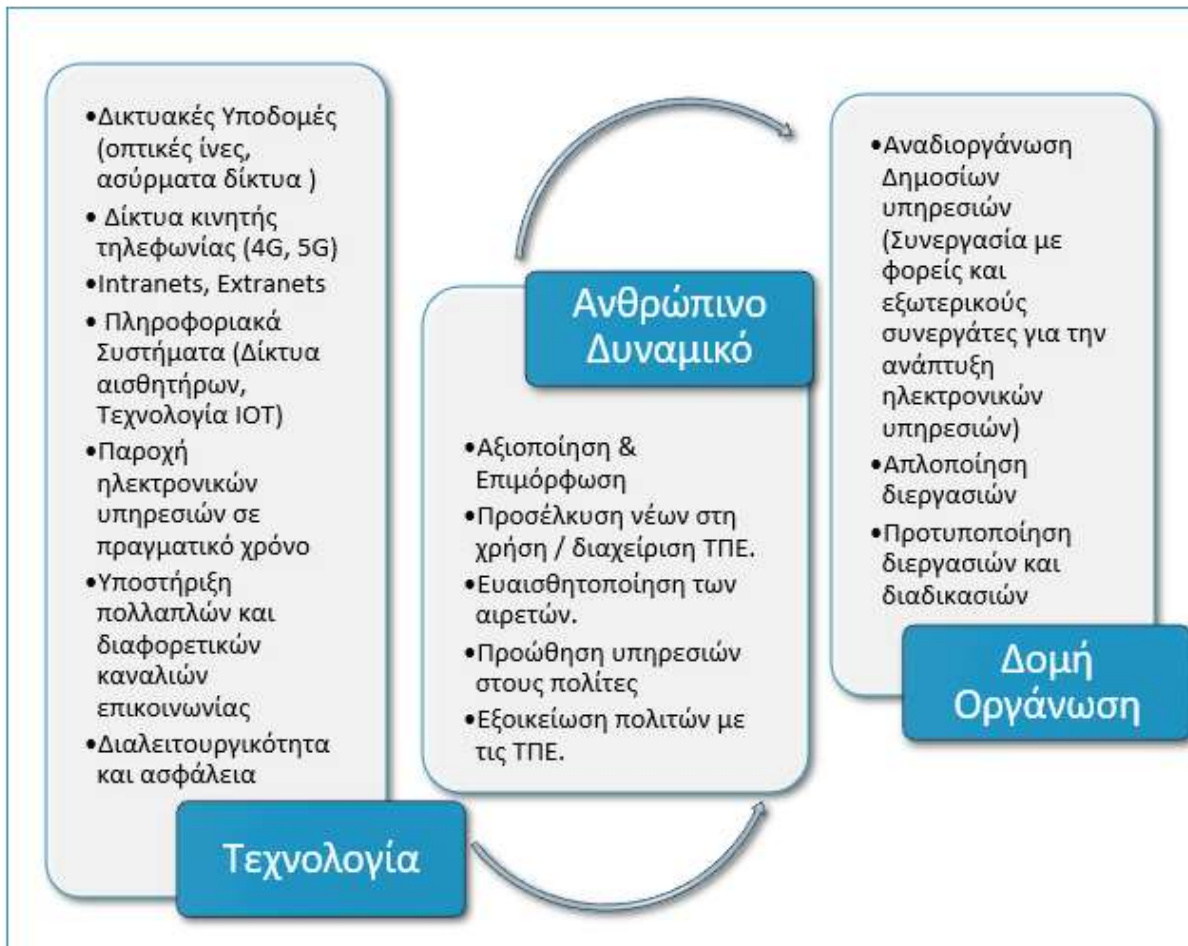 •Δικτυακές Υποδομές
(οπτικές ίνες,
ασύρματα δίκτυα )
• Δίκτυα κινητής
τηλεφωνίας (4G, 5G)
•Intranets, Extranets
• Πληροφοριακά
Συστήματα (Δίκτυα
αισθητήρων,
Τεχνολογία ΙΟΤ)
•Παροχή
ηλεκτρονικών
υπηρεσιών σε
πραγματικό χρόνο
•Υποστήριξη
πολλαπλών και
διαφορετικών
καναλιών
επικοινωνίας
•Διαλειτουργικότητα
και ασφάλεια
Τεχνολογία
Ανθρώπινο
Δυναμικό
•Αξιοποίηση &
Επιμόρφωση
•Προσέλκυση νέων στη
χρήση / διαχείριση ΤΠΕ.
•Ευαισθητοποίηση των
αιρετών.
•Προώθηση υπηρεσιών
στους πολίτες
•Εξοικείωση πολιτών με
τις ΤΠΕ.
•Αναδιοργάνωση
Δημοσίων
υπηρεσιών
(Συνεργασία με
φορείς και
εξωτερικούς
συνεργάτες για την
ανάπτυξη
ηλεκτρονικών
υπηρεσιών)
•Απλοποίηση
διεργασιών
•Προτυποποίηση
διεργασιών και
διαδικασιών
Δομή
Οργάνωση